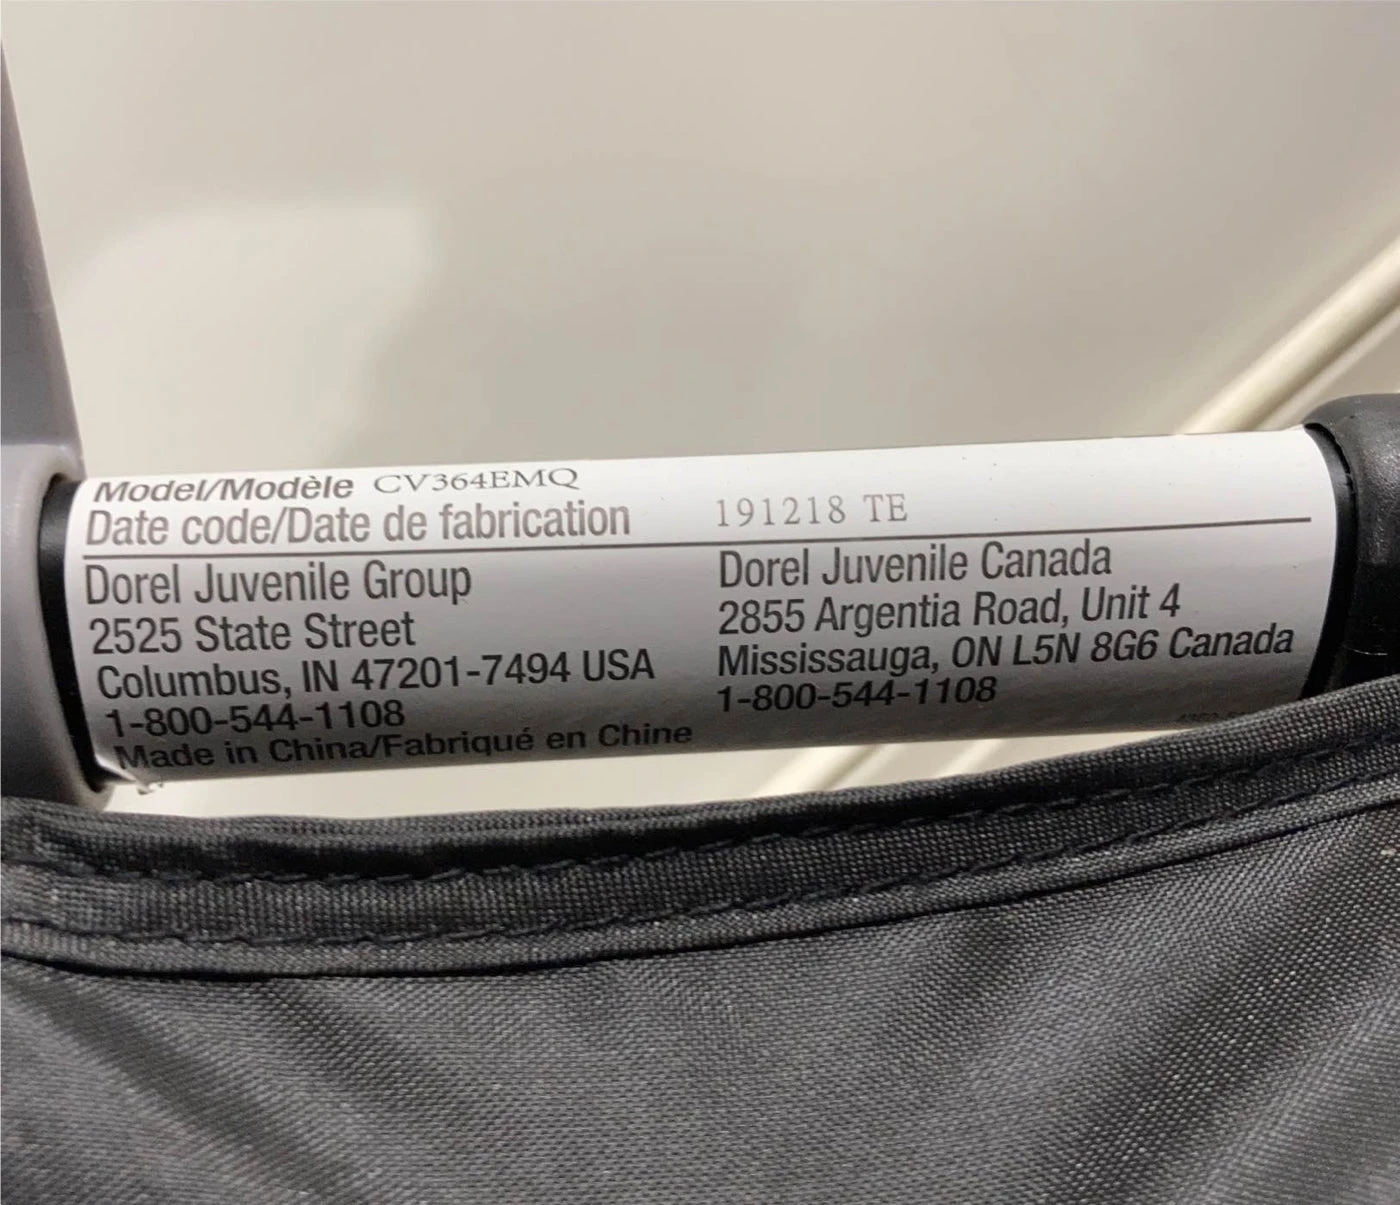 Model/Modèle CV364EMQ
Date code/Date de fabrication 191218 TE
Dorel Juvenile Group
2525 State Street
Columbus, IN 47201-7494 USA
1-800-544-1108
Made in China/Fabriqué en Chine
Dorel Juvenile Canada
2855 Argentia Road, Unit 4
Mississauga, ON L5N 8G6 Canada
1-800-544-1108